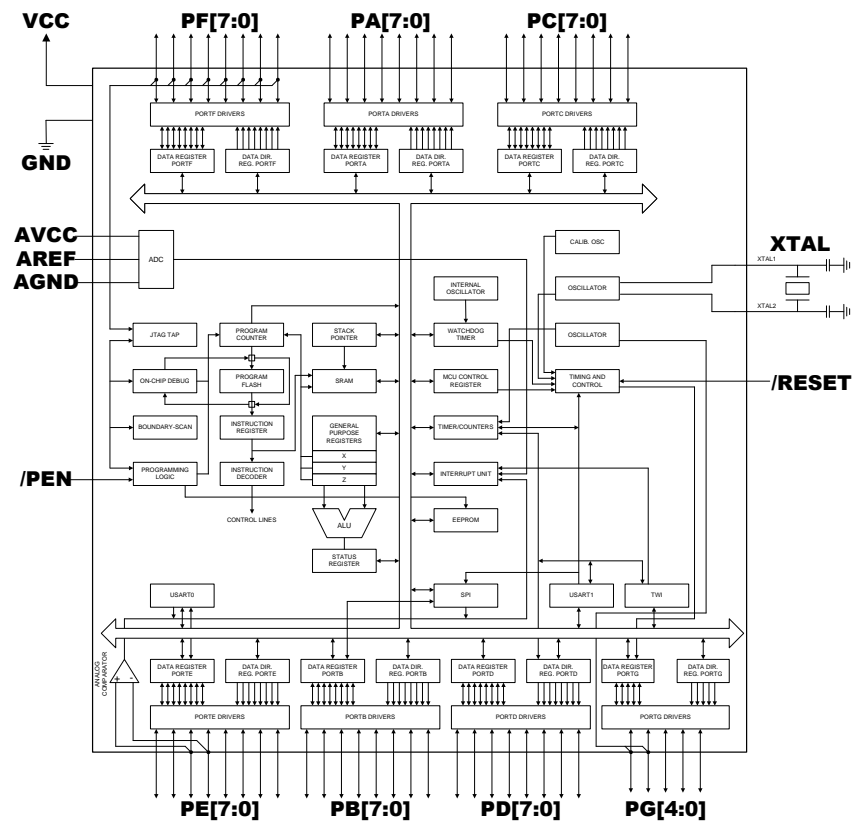 VCC
PF[7:0]
PA[7:0]
PC[7:0]
GND
PORTF DRIVERS
PORTA DRIVERS
PORTC DRIVERS
DATA REGISTER
PORTF
DATA DIR.
REG. PORTF
DATA REGISTER
PORTA
DATA DIR.
REG. PORTA
DATA REGISTER
PORTC
DATA DIR.
REG. PORTC
AVCC
AREF
AGND
ADC
CALIB. OSC
XTAL
XTAL1
INTERNAL
OSCILLATOR
OSCILLATOR
XTAL2
JTAG TAP
PROGRAM
COUNTER
STACK
POINTER
WATCHDOG
TIMER
OSCILLATOR
ON-CHIP DEBUG
PROGRAM
FLASH
SRAM
MCU CONTROL
REGISTER
TIMING AND
CONTROL
/RESET
BOUNDARY-SCAN
INSTRUCTION
REGISTER
GENERAL
PURPOSE
REGISTERS
TIMER/COUNTERS
X
Y
Z
/PEN
PROGRAMMING
LOGIC
INSTRUCTION
DECODER
INTERRUPT UNIT
CONTROL LINES
ALU
EEPROM
STATUS
REGISTER
USART0
SPI
USART1
TWI
ANALOG
COMPARATOR
+
-
DATA REGISTER
PORTE
DATA DIR.
REG. PORTE
DATA REGISTER
PORTB
DATA DIR.
REG. PORTB
DATA REGISTER
PORTD
DATA DIR.
REG. PORTD
DATA REGISTER
PORTG
DATA DIR.
REG. PORTG
PORTE DRIVERS
PORTB DRIVERS
PORTD DRIVERS
PORTG DRIVERS
PE[7:0]
PB[7:0]
PD[7:0]
PG[4:0]